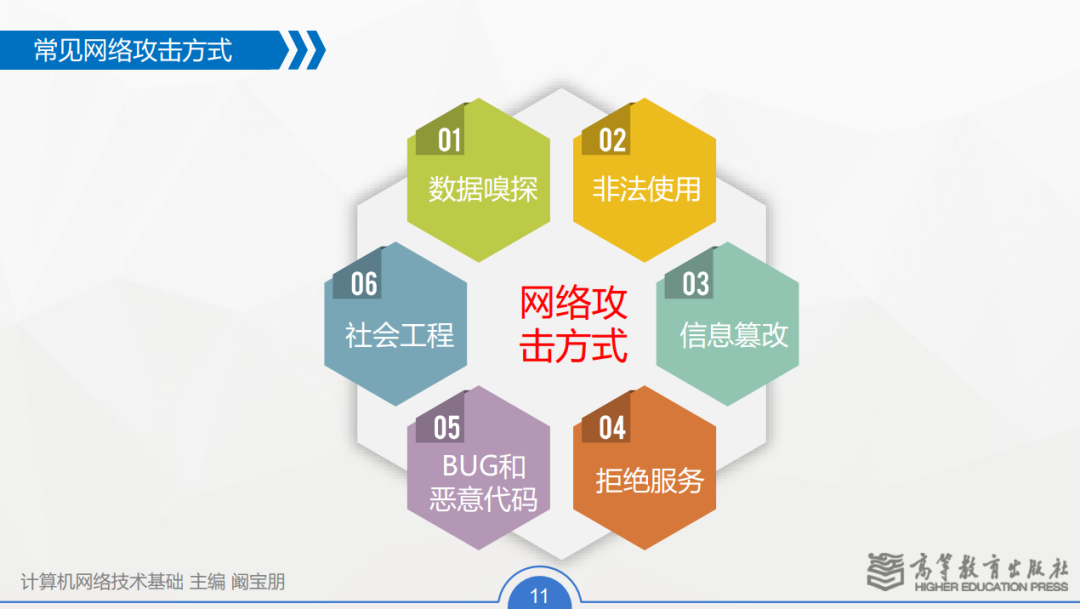 常见网络攻击方式
01
数据嗅探
02
非法使用
06
社会工程
网络攻
击方式
03
信息篡改
05
BUG和
恶意代码
04
拒绝服务
计算机网络技术基础 主编 阚宝朋
11
高等教育出版社
HIGHER EDUCATION PRESS